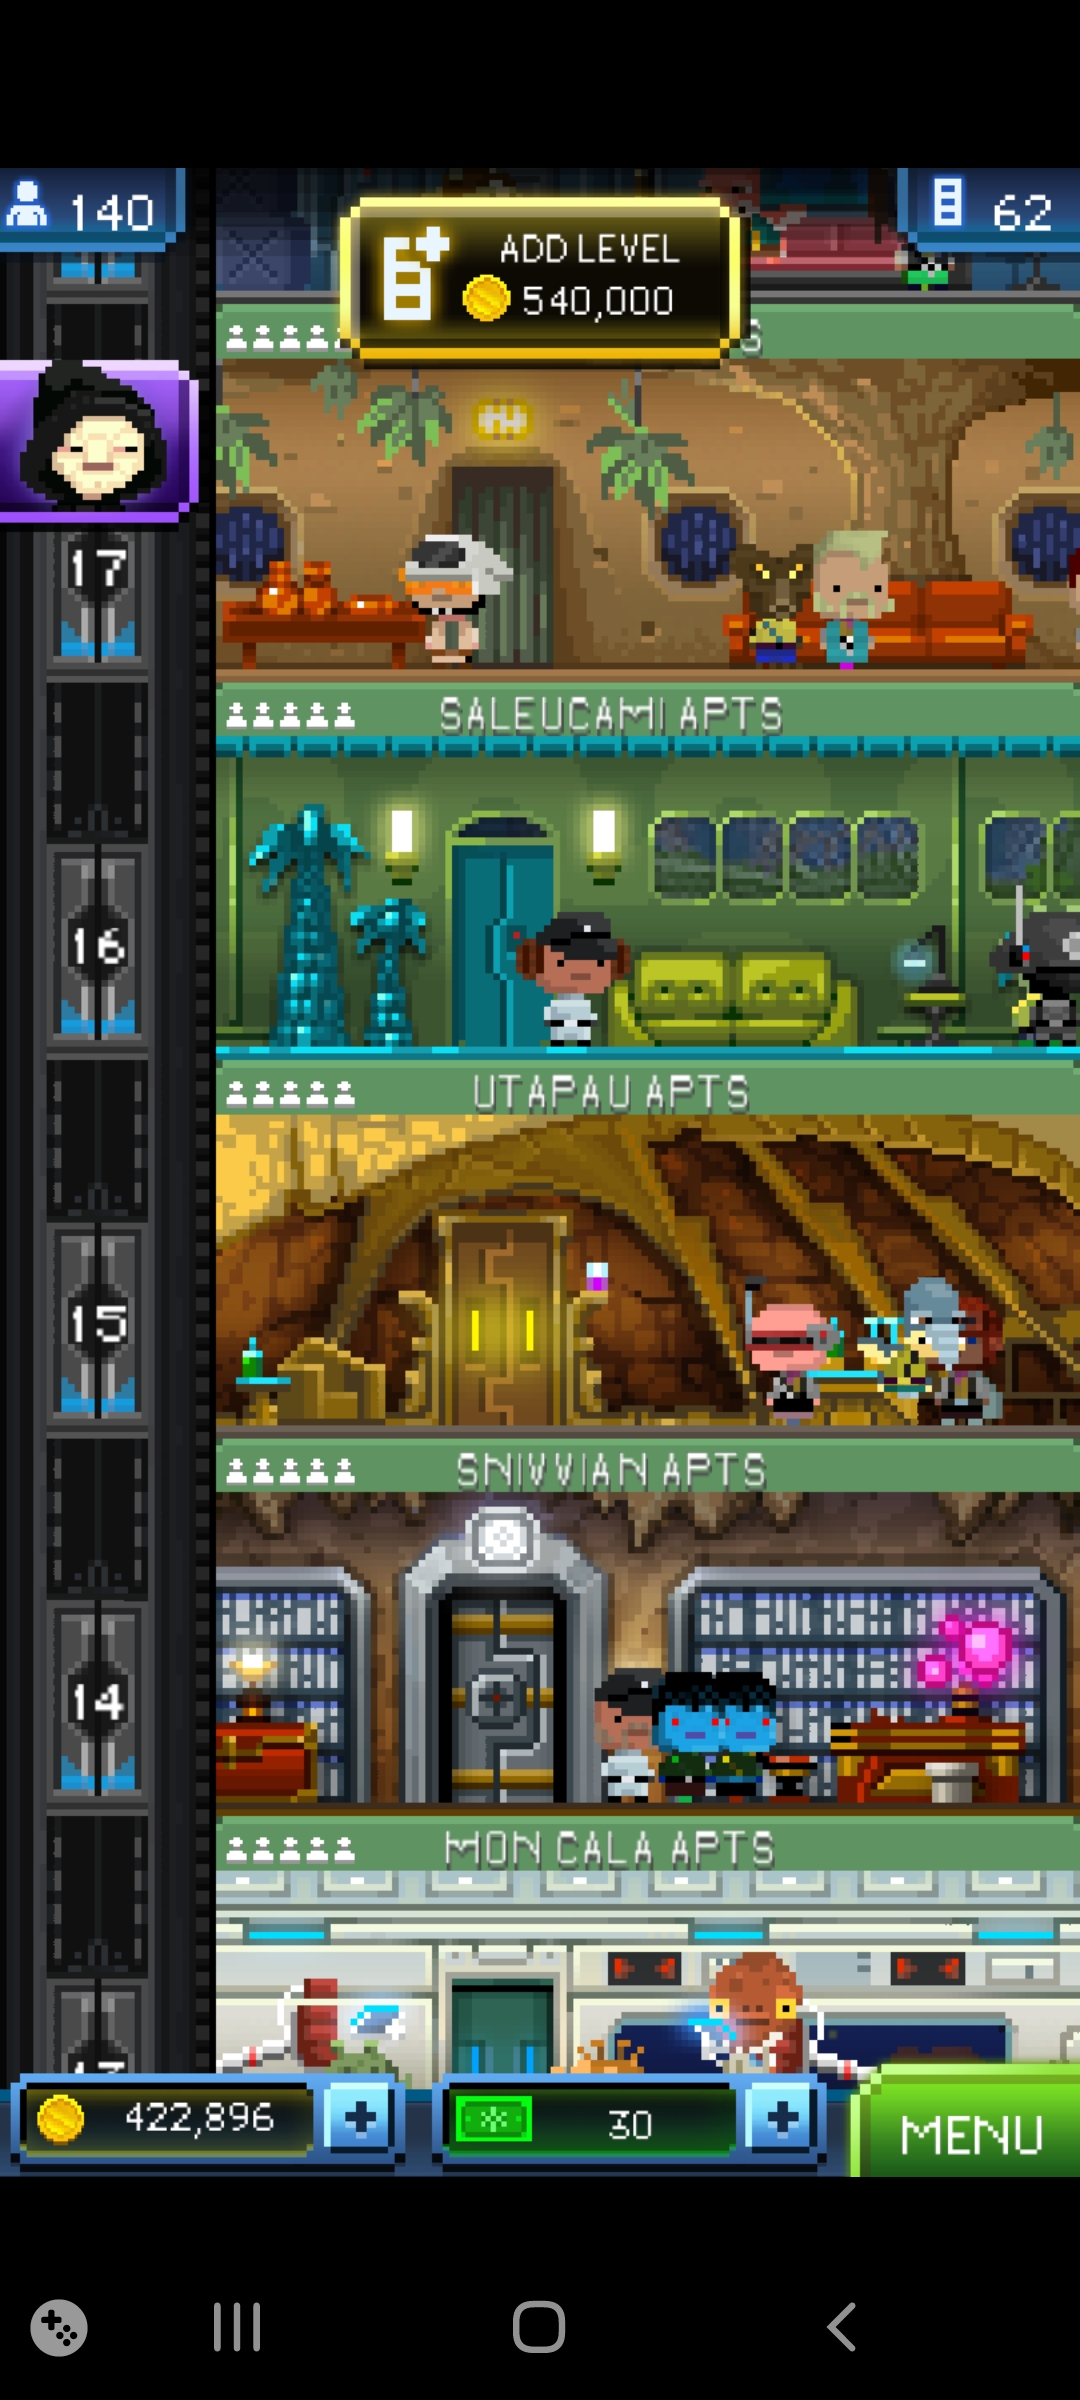 140
ADD LEVEL
540,000
62
S
17
SALEUCAMI APTS
16
UTAPAU APTS
15
SNIVVIAN APTS
14
MON CALA APTS
422,896
30
MENU